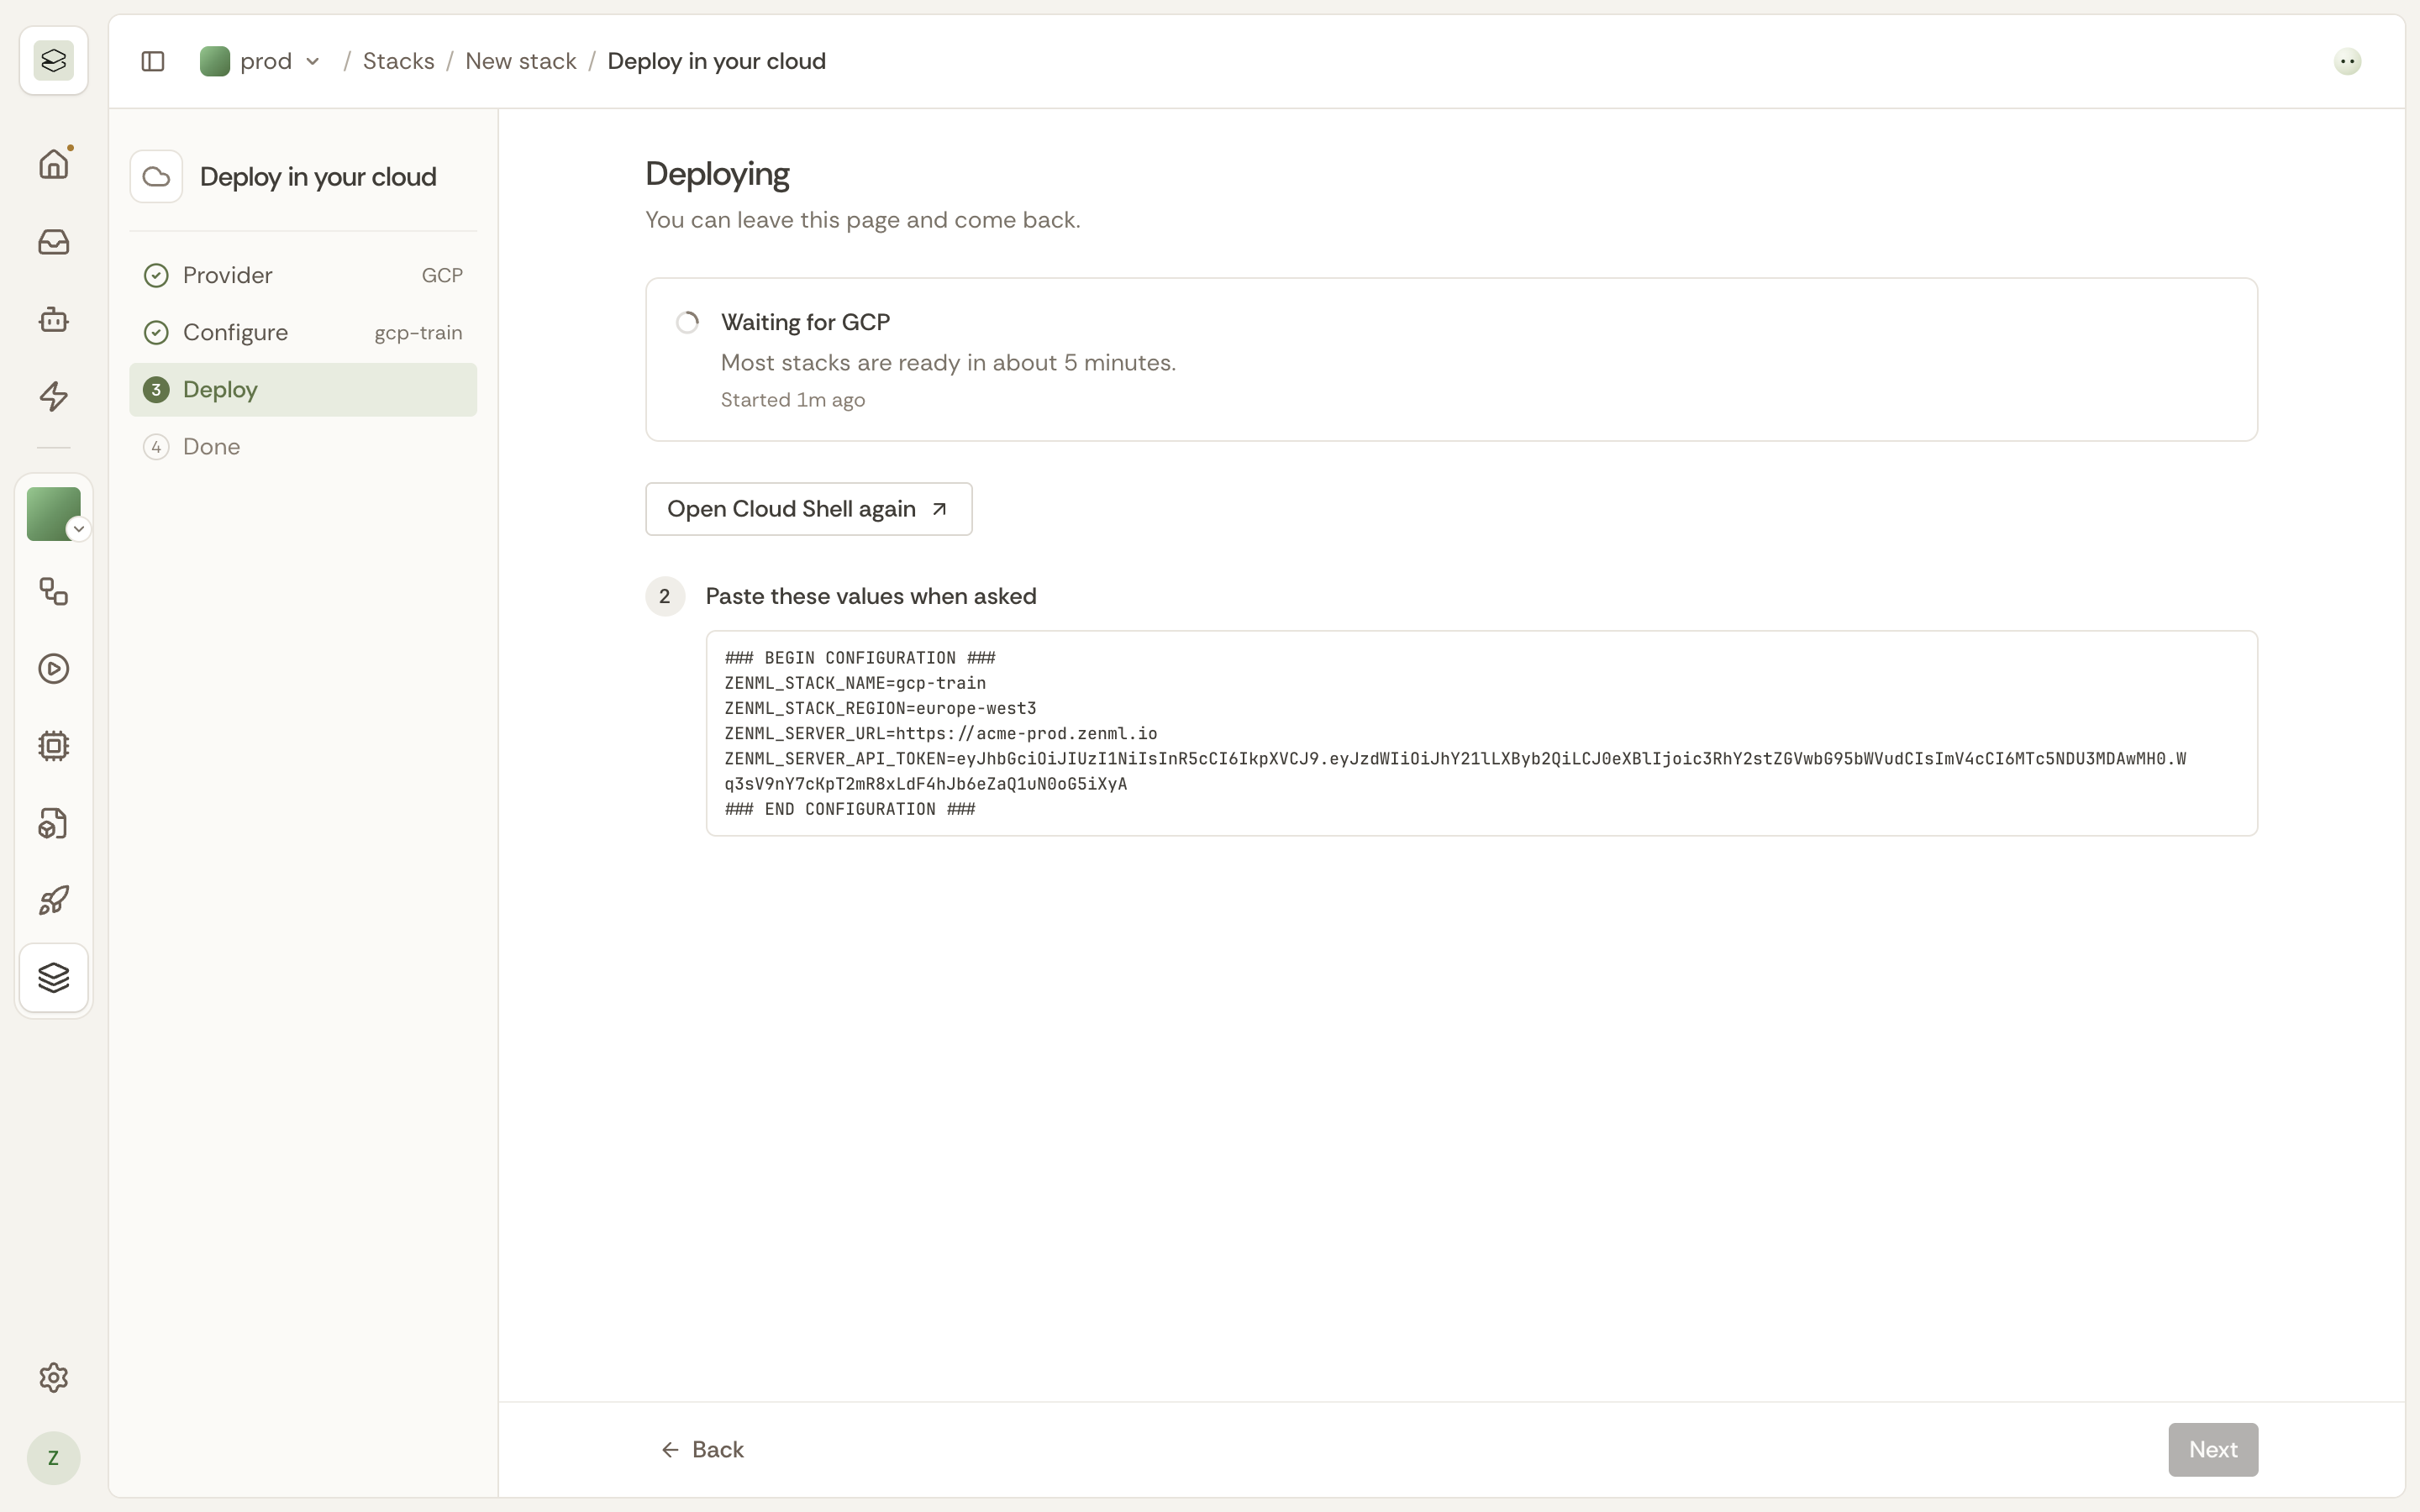 prod / Stacks / New stack / Deploy in your cloud
Deploy in your cloud
Provider GCP
Configure gcp-train
3 Deploy
4 Done
Z
Deploying
You can leave this page and come back.
Waiting for GCP
Most stacks are ready in about 5 minutes.
Started 1m ago
Open Cloud Shell again
2 Paste these values when asked
### BEGIN CONFIGURATION ###
ZENML_STACK_NAME=gcp-train
ZENML_STACK_REGION=europe-west3
ZENML_SERVER_URL=https://acme-prod.zenml.io
ZENML_SERVER_API_TOKEN=eyJhbGciOiJIUzI1NiIsInR5cCI6IkpXVCJ9.eyJzdWIiOiJhY21lLXByb2QiLCJ0eXBlIjoic3RhY2stZGVwbG95bWVudCIsImV4cCI6MTc5NDU3MDAwMH0.W
q3sV9nY7cKpT2mR8xLdF4hJb6eZaQ1uN0oG5iXyA
### END CONFIGURATION ###
Back
Next